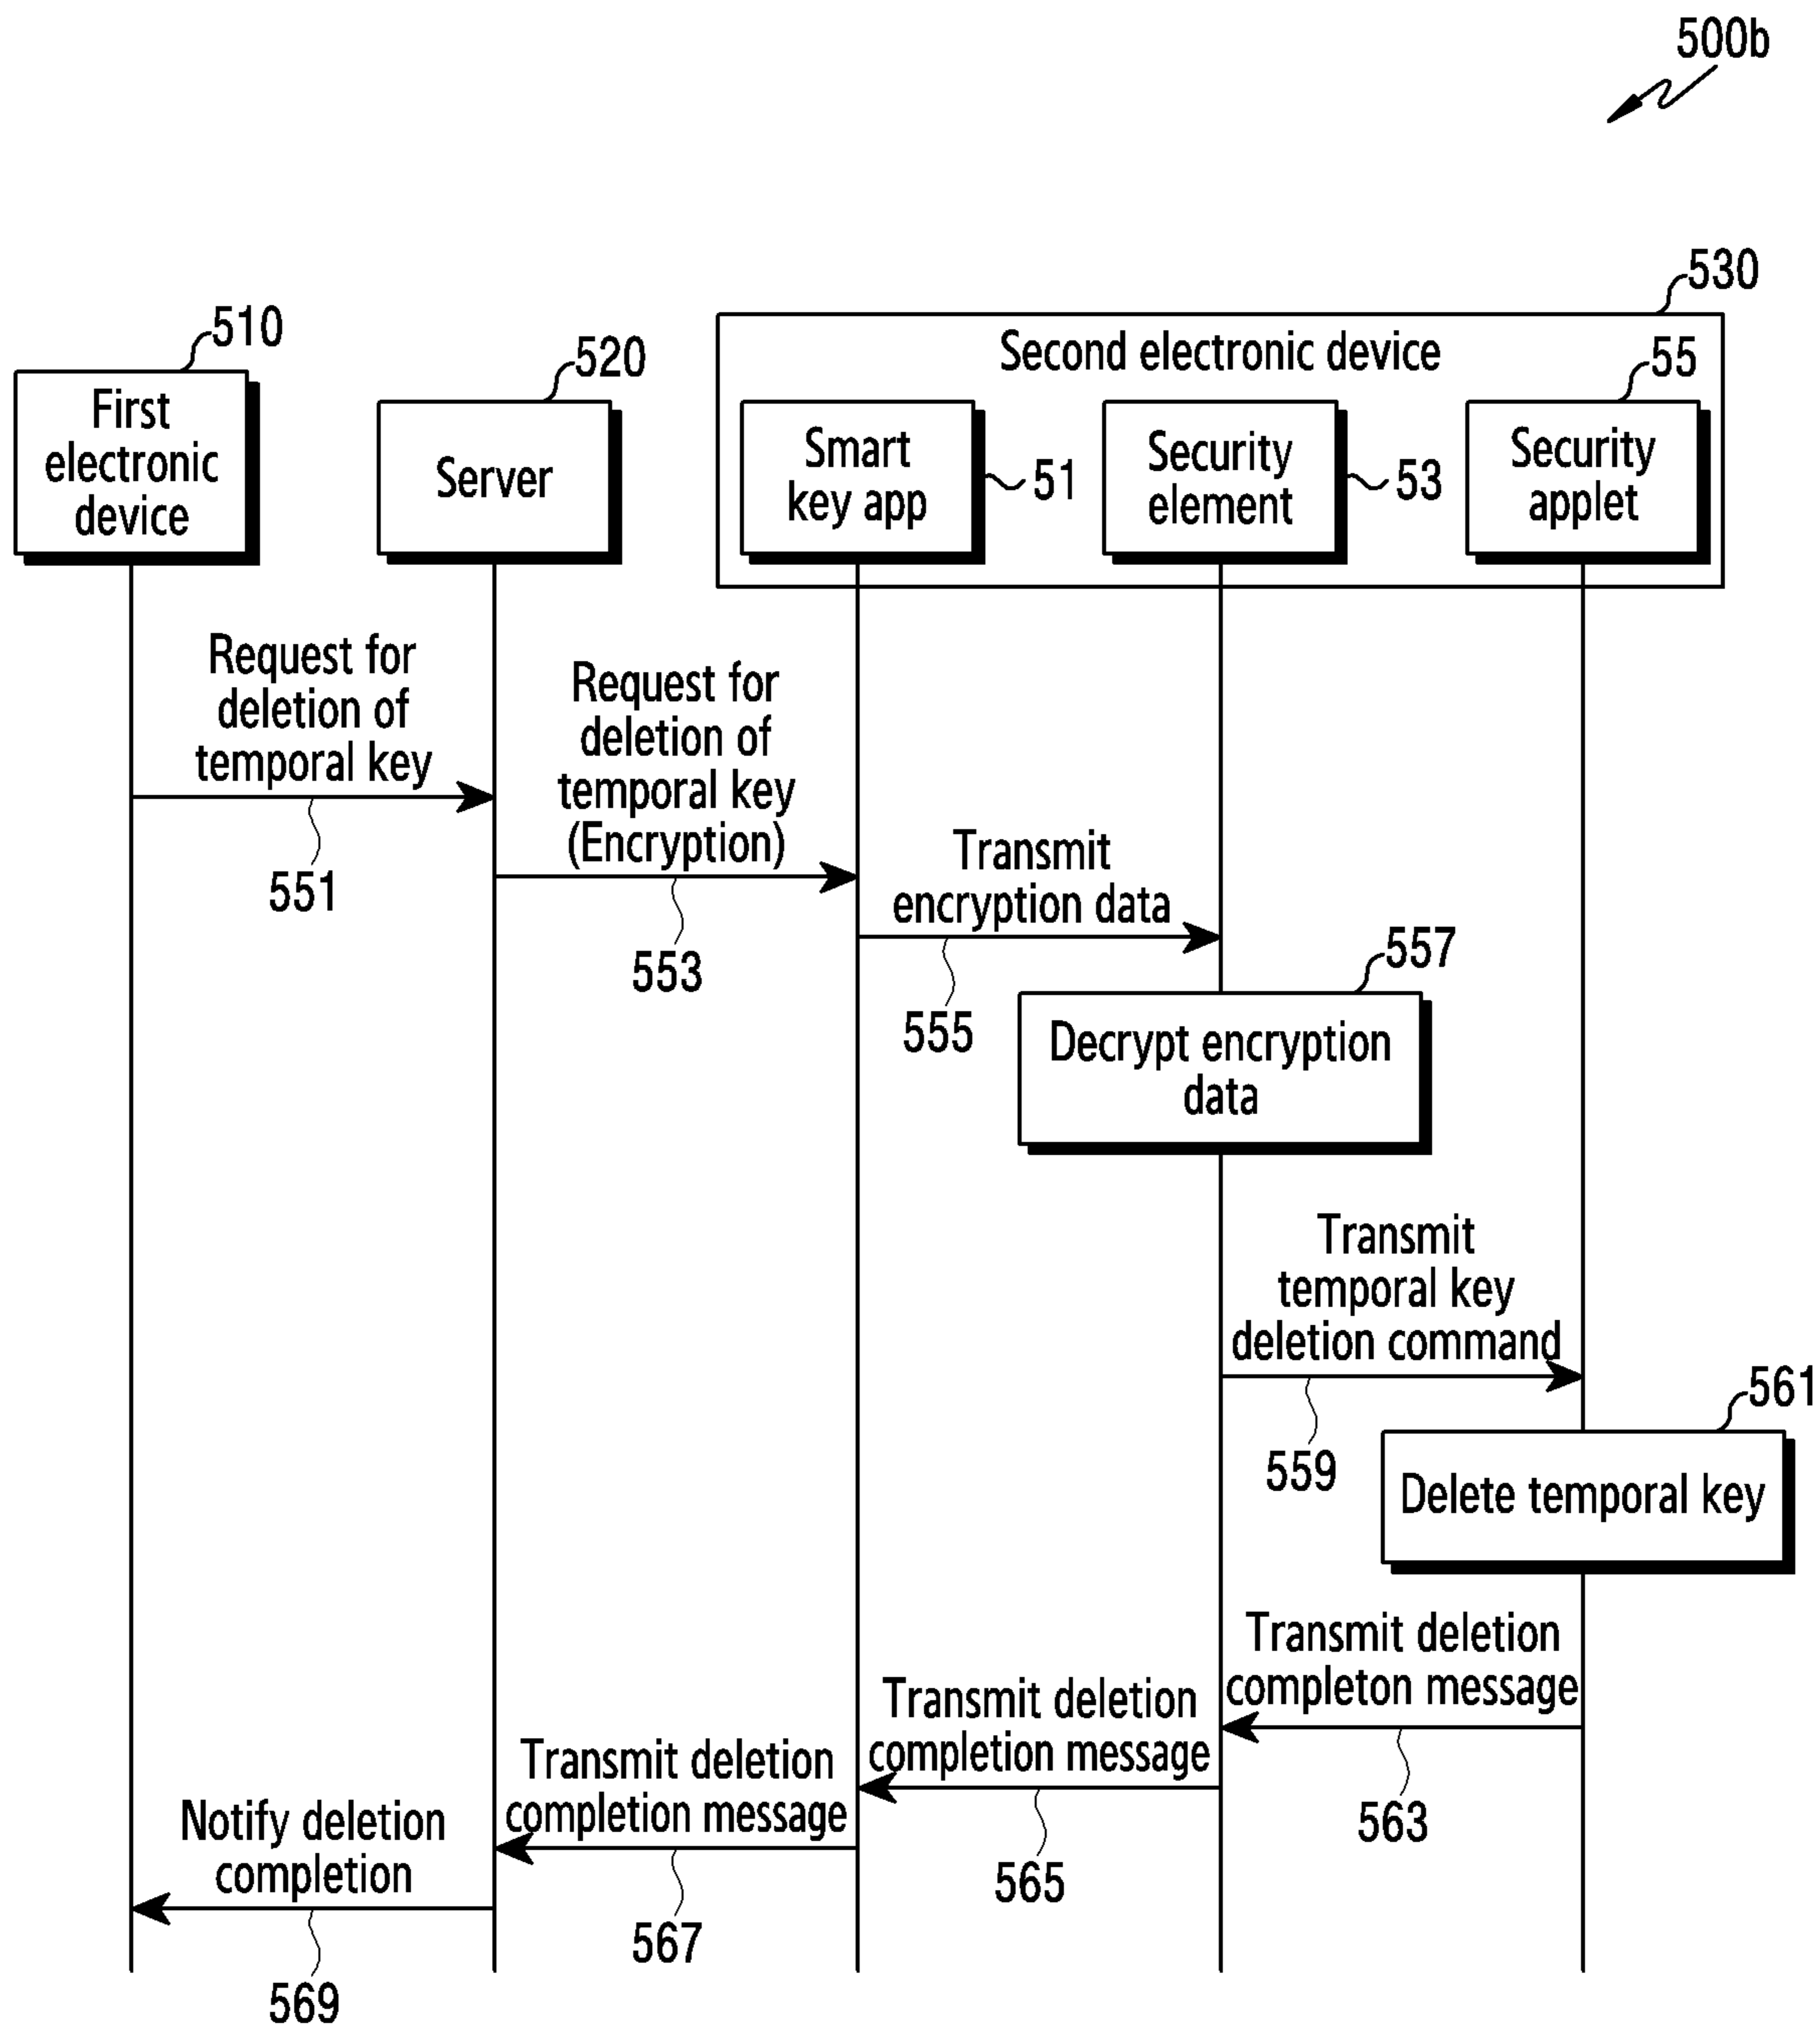 500b
530
510
520
Second electronic device
55
First
electronic
device
Server
Smart
key app
51
Security
element
53
Security
applet
Request for
deletion of
temporal key
551
Request for
deletion of
temporal key
(Encryption)
553
Transmit
encryption data
555
557
Decrypt encryption
data
Transmit
temporal key
deletion command
559
561
Delete temporal key
Transmit deletion
completon message
563
Transmit deletion
completion message
565
Transmit deletion
completion message
567
Notify deletion
completion
569